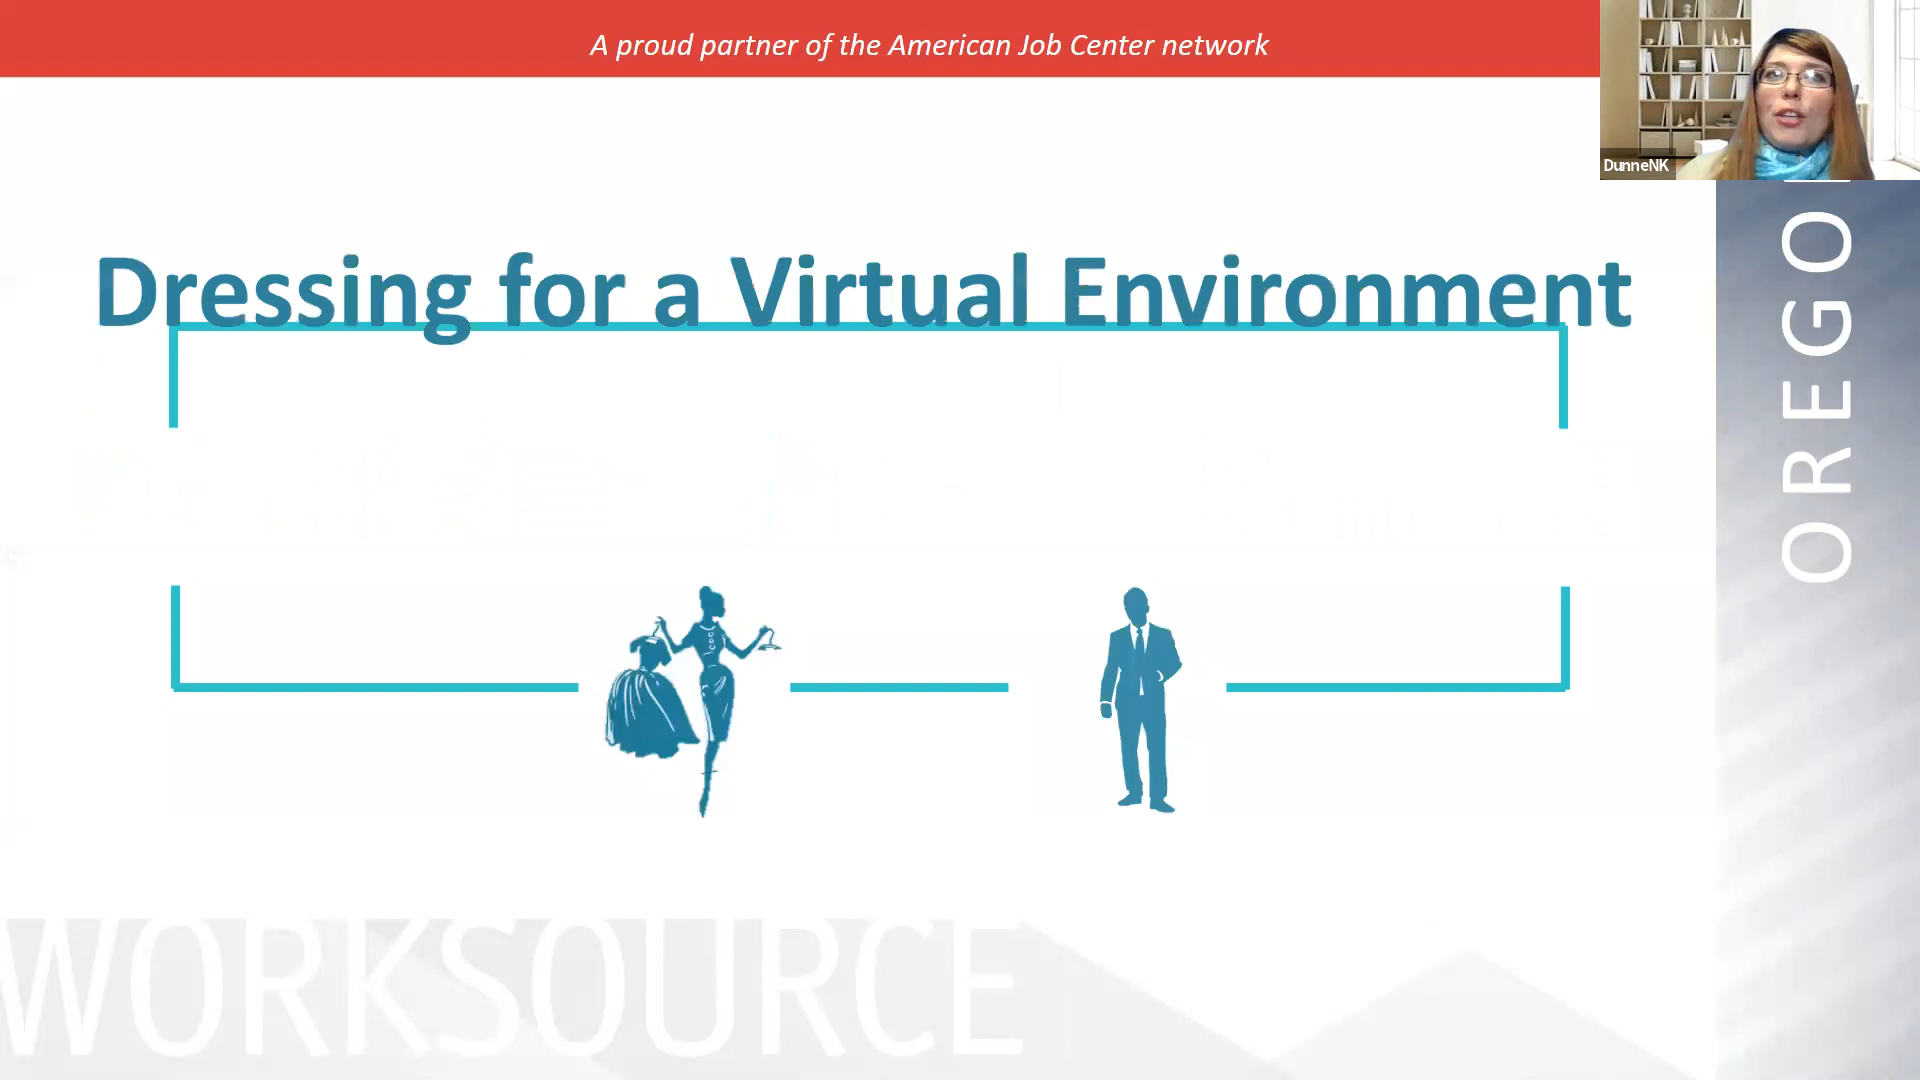 A proud partner of the American Job Center network
DunneNK
Dressing for a Virtual Environment
OREGO
WORKSOURCE